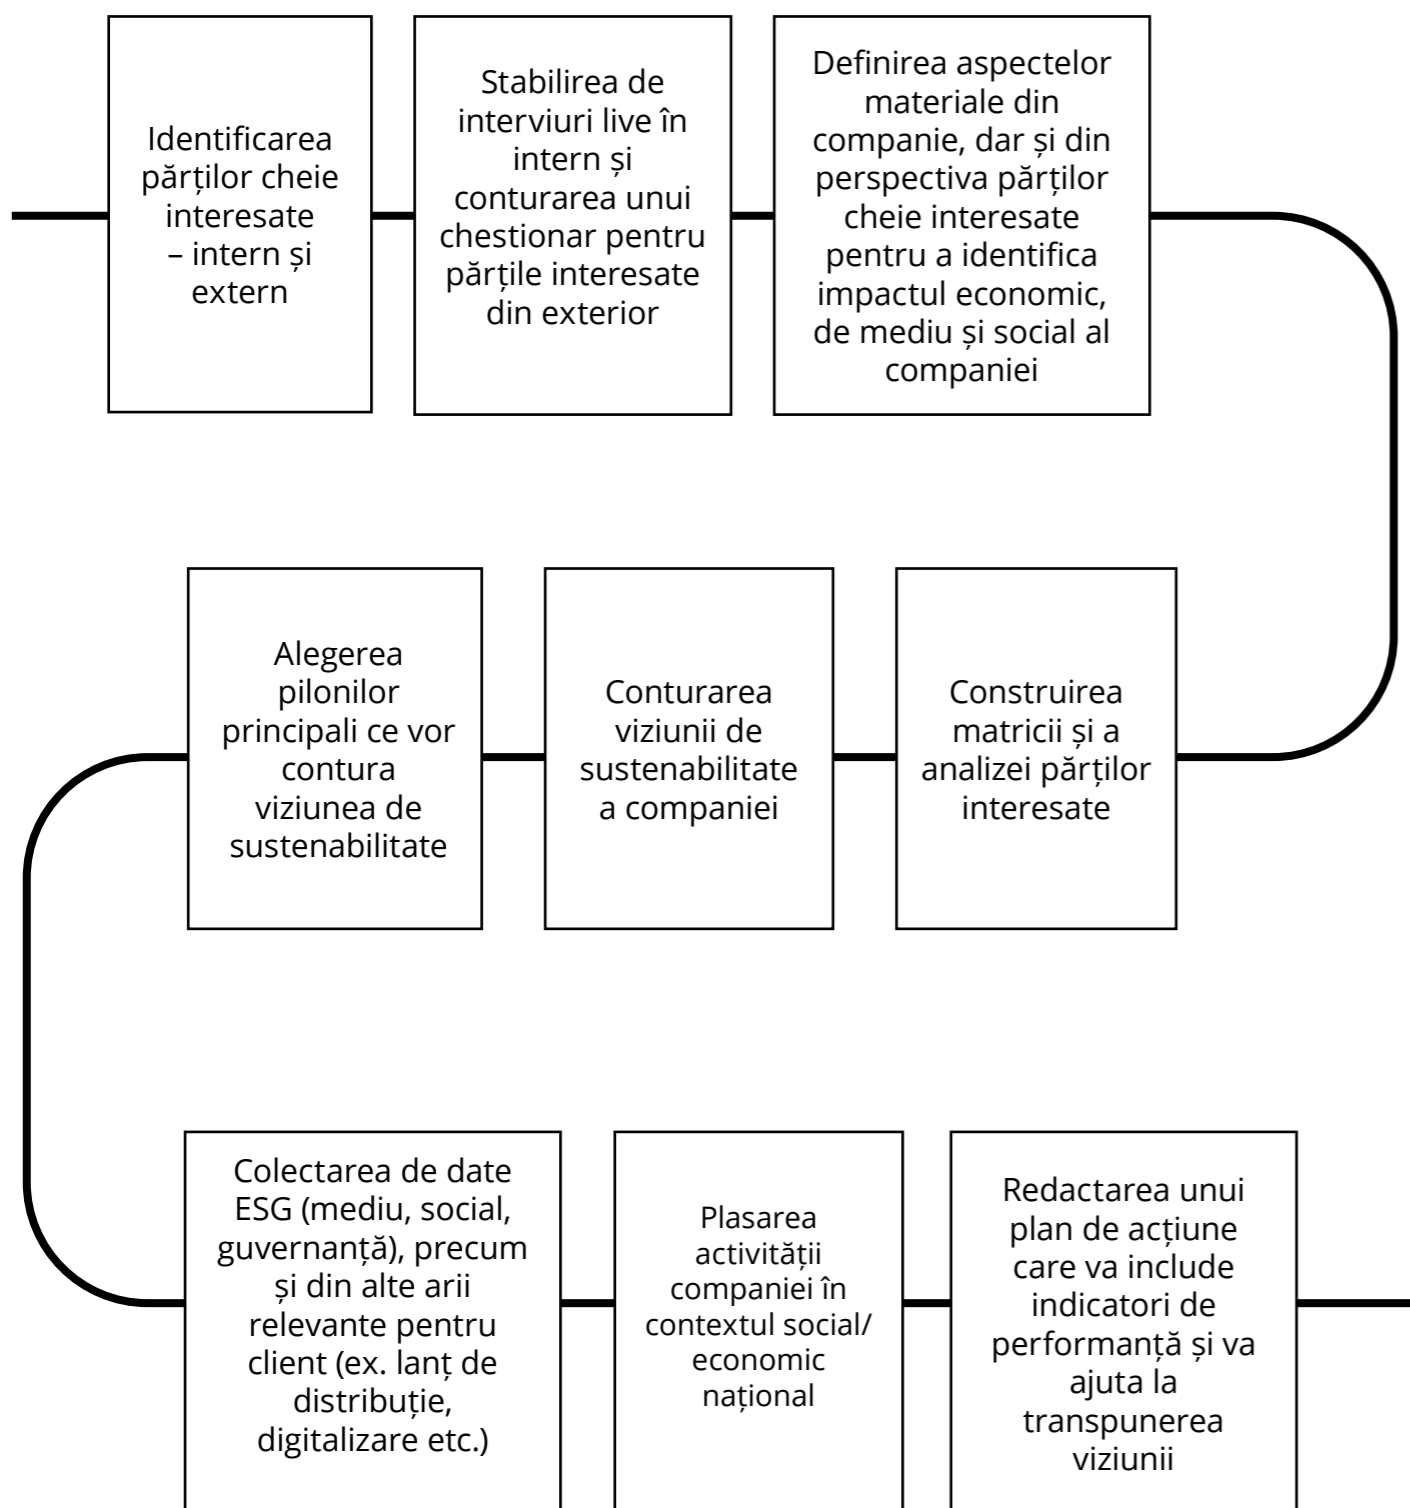 Identificarea
părților cheie
interesate
– intern și
extern
Stabilirea de
interviuri live în
intern și
conturarea unui
chestionar pentru
părțile interesate
din exterior
Definirea aspectelor
materiale din
companie, dar și din
perspectiva părților
cheie interesate
pentru a identifica
impactul economic,
de mediu și social al
companiei
Alegerea
pilonilor
principali ce vor
contura
viziunea de
sustenabilitate
Conturarea
viziunii de
sustenabilitate
a companiei
Construirea
matricii și a
analizei părților
interesate
Colectarea de date
ESG (mediu, social,
guvernanță), precum
și din alte arii
relevante pentru
client (ex. lanț de
distribuție,
digitalizare etc.)
Plasarea
activității
companiei în
contextul social/
economic
național
Redactarea unui
plan de acțiune
care va include
indicatori de
performanță și va
ajuta la
transpunerea
viziunii